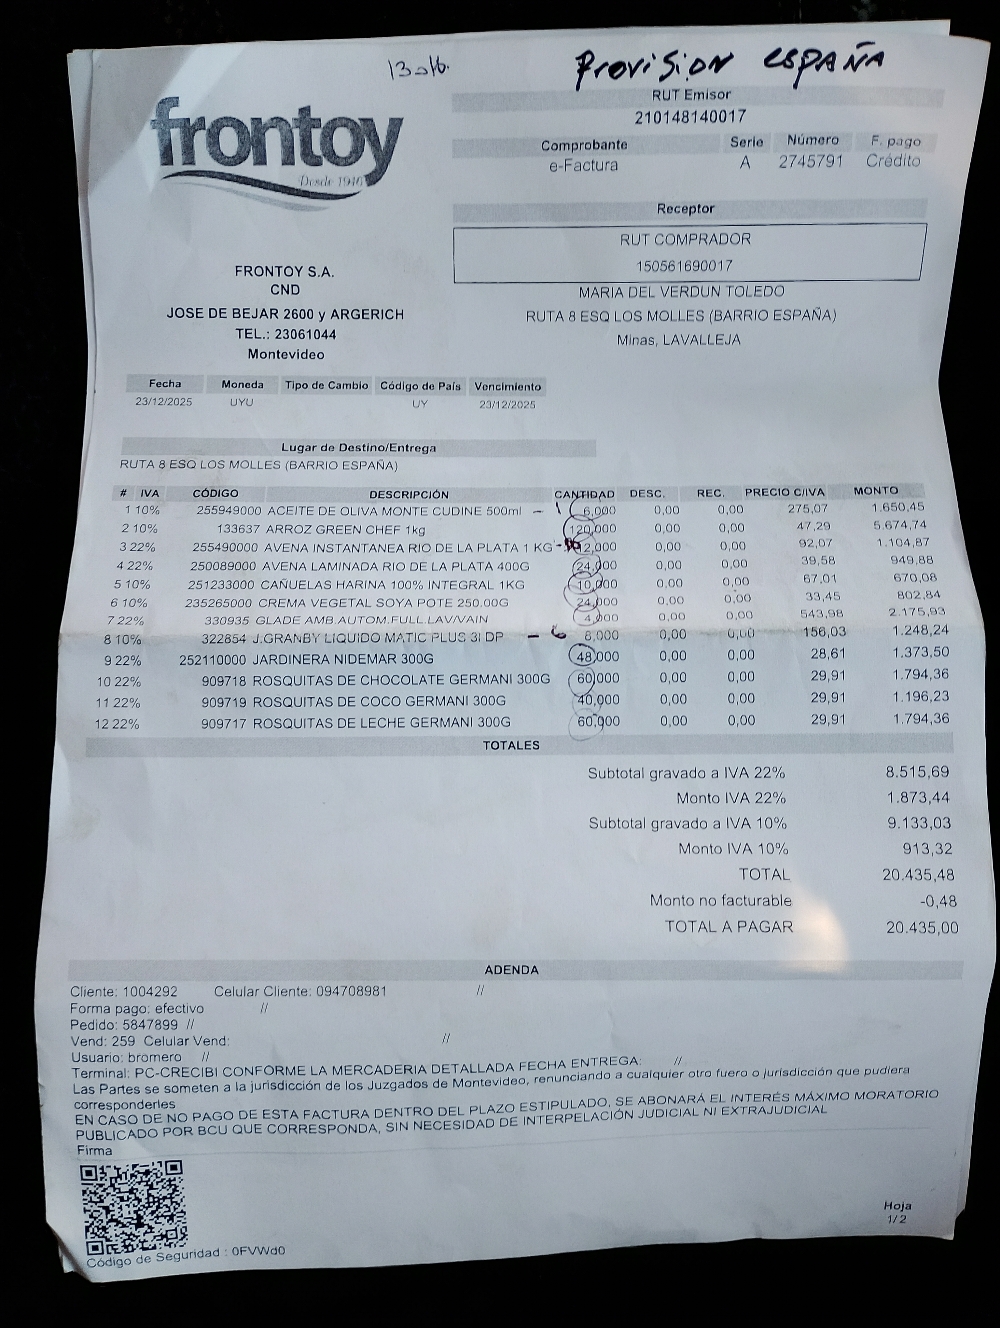 13 olb.
PROVISION ESPAÑA
frontoy
Desde 1916
RUT Emisor
210148140017
Comprobante Serie Número F. pago
e-Factura A 2745791 Crédito
Receptor
RUT COMPRADOR
150561690017
MARIA DEL VERDUN TOLEDO
RUTA 8 ESQ LOS MOLLES (BARRIO ESPAÑA)
Minas, LAVALLEJA
FRONTOY S.A.
CND
JOSE DE BEJAR 2600 y ARGERICH
TEL.: 23061044
Montevideo
Fecha Moneda Tipo de Cambio Código de País Vencimiento
23/12/2025 UYU UY 23/12/2025
Lugar de Destino/Entrega
RUTA 8 ESQ LOS MOLLES (BARRIO ESPAÑA)
# IVA CÓDIGO DESCRIPCIÓN CANTIDAD DESC. REC. PRECIO C/IVA MONTO
1 10% 255949000 ACEITE DE OLIVA MONTE CUDINE 500ml - 1 6,000 0,00 0,00 275,07 1.650,45
2 10% 133637 ARROZ GREEN CHEF 1kg 120,000 0,00 0,00 47,29 5.674,74
3 22% 255490000 AVENA INSTANTANEA RIO DE LA PLATA 1 KG - 12,000 0,00 0,00 92,07 1.104,87
4 22% 250089000 AVENA LAMINADA RIO DE LA PLATA 400G 24,000 0,00 0,00 39,58 949,88
5 10% 251233000 CAÑUELAS HARINA 100% INTEGRAL 1KG 10,000 0,00 0,00 67,01 670,08
6 10% 235265000 CREMA VEGETAL SOYA POTE 250.00G 24,000 0,00 0,00 33,45 802,84
7 22% 330935 GLADE AMB.AUTOM.FULL LAV/VAIN 4,000 0,00 0,00 543,98 2.175,93
8 10% 322854 J.GRANBY LIQUIDO MATIC PLUS 3l DP - 6 8,000 0,00 0,00 156,03 1.248,24
9 22% 252110000 JARDINERA NIDEMAR 300G 48,000 0,00 0,00 28,61 1.373,50
10 22% 909718 ROSQUITAS DE CHOCOLATE GERMANI 300G 60,000 0,00 0,00 29,91 1.794,36
11 22% 909719 ROSQUITAS DE COCO GERMANI 300G 40,000 0,00 0,00 29,91 1.196,23
12 22% 909717 ROSQUITAS DE LECHE GERMANI 300G 60,000 0,00 0,00 29,91 1.794,36
TOTALES
Subtotal gravado a IVA 22% 8.515,69
Monto IVA 22% 1.873,44
Subtotal gravado a IVA 10% 9.133,03
Monto IVA 10% 913,32
TOTAL 20.435,48
Monto no facturable -0,48
TOTAL A PAGAR 20.435,00
ADENDA
Cliente: 1004292 Celular Cliente: 094708981 //
Forma pago: efectivo //
Pedido: 5847899 //
Vend: 259 Celular Vend: //
Usuario: bromero //
Terminal: PC-CRECIBI CONFORME LA MERCADERIA DETALLADA FECHA ENTREGA: //
Las Partes se someten a la jurisdicción de los Juzgados de Montevideo, renunciando a cualquier otro fuero o jurisdicción que pudiera
corresponderles
EN CASO DE NO PAGO DE ESTA FACTURA DENTRO DEL PLAZO ESTIPULADO, SE ABONARÁ EL INTERÉS MÁXIMO MORATORIO
PUBLICADO POR BCU QUE CORRESPONDA, SIN NECESIDAD DE INTERPELACIÓN JUDICIAL NI EXTRAJUDICIAL
Firma
Código de Seguridad : 0FVWd0
Hoja
1/2